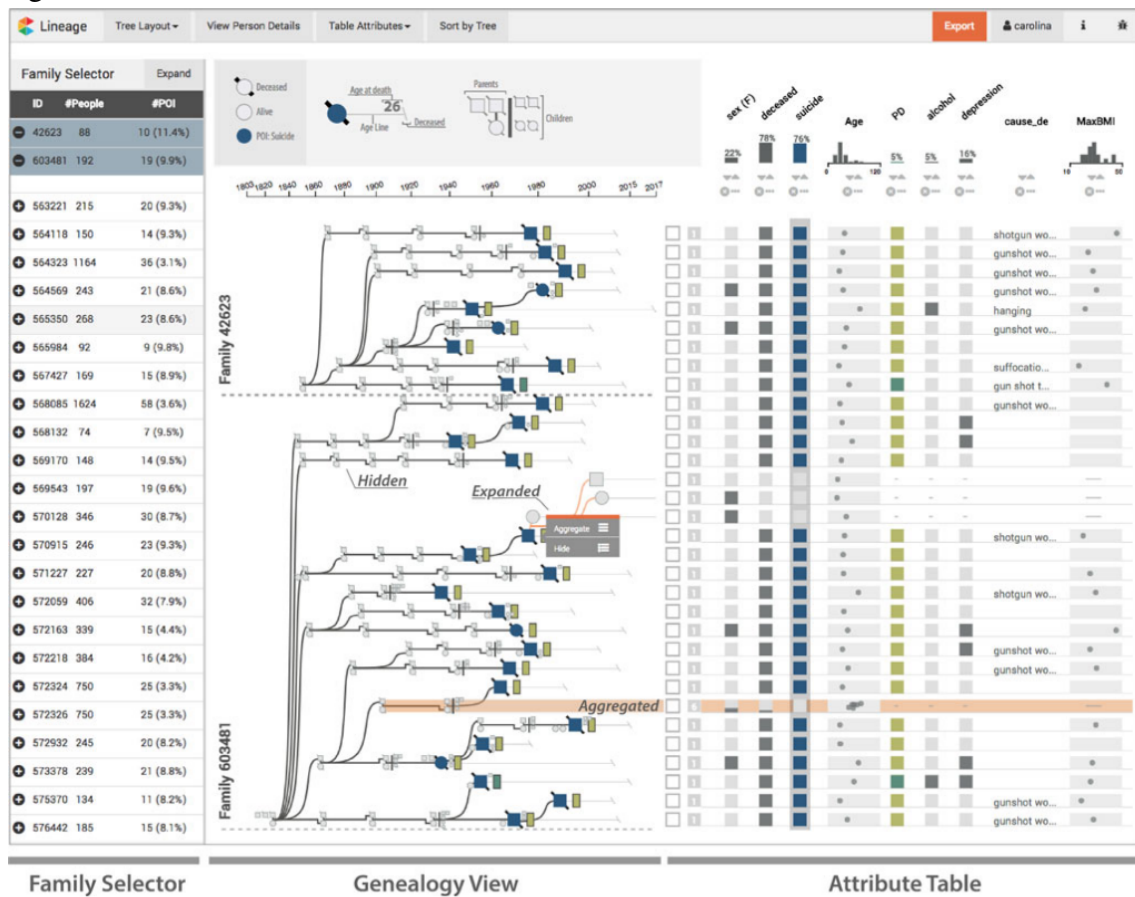 Lineage Tree Layout View Person Details Table Attributes Sort by Tree Export carolina i
Family Selector Expand
ID #People #POI
42623 88 10 (11.4%)
603481 192 19 (9.9%)
563221 215 20 (9.3%)
564118 150 14 (9.3%)
564323 1164 36 (3.1%)
564569 243 21 (8.6%)
565350 268 23 (8.6%)
565984 92 9 (9.8%)
567427 169 15 (8.9%)
568085 1624 58 (3.6%)
568132 74 7 (9.5%)
569170 148 14 (9.5%)
569543 197 19 (9.6%)
570128 346 30 (8.7%)
570915 246 23 (9.3%)
571227 227 20 (8.8%)
572059 406 32 (7.9%)
572163 339 15 (4.4%)
572218 384 16 (4.2%)
572324 750 25 (3.3%)
572326 750 25 (3.3%)
572932 245 20 (8.2%)
573378 239 21 (8.8%)
575370 134 11 (8.2%)
576442 185 15 (8.1%)
Deceased
Alive
POI: Suicide
Age at death
26
Age Line
Deceased
Parents
Children
1803 1820 1840 1860 1880 1900 1920 1940 1960 1980 2000 2015 2017
Family 42623
Family 603481
Hidden
Expanded
Aggregate
Hide
Aggregated
sex (F) deceased suicide Age PD alcohol depression cause_de MaxBMI
22% 78% 76% 5% 5% 16%
0 120
50
shotgun wo...
gunshot wo...
gunshot wo...
gunshot wo...
hanging
gunshot wo...
suffocatio...
gun shot t...
gunshot wo...
shotgun wo...
shotgun wo...
gunshot wo...
gunshot wo...
gunshot wo...
gunshot wo...
Family Selector
Genealogy View
Attribute Table